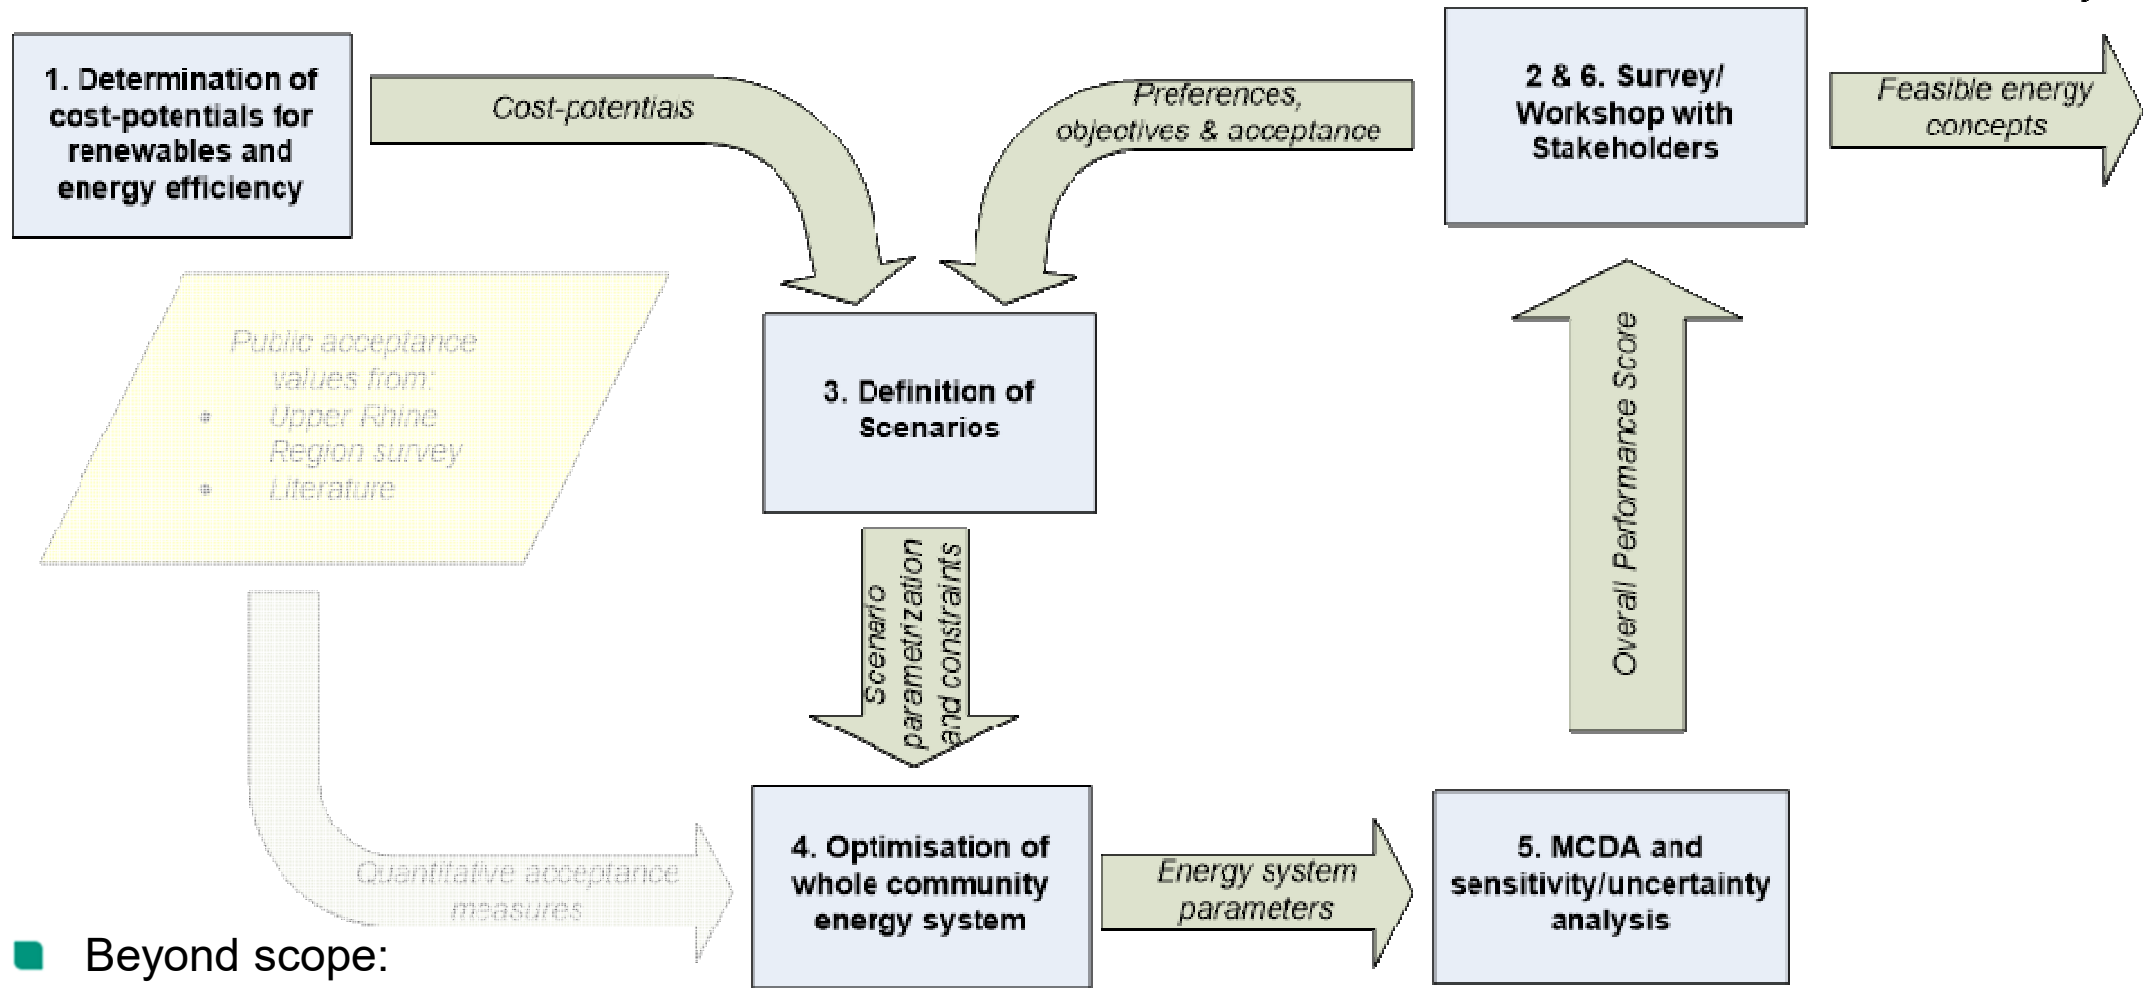 1. Determination of
cost-potentials for
renewables and
energy efficiency
Cost-potentials
Preferences,
objectives & acceptance
2 & 6. Survey/
Workshop with
Stakeholders
Feasible energy
concepts
Public acceptance
values from:
• Upper Rhine
Region survey
• Literature
3. Definition of
Scenarios
Scenario
parametrization
and constraints
Overall Performance Score
Quantitative acceptance
measures
4. Optimisation of
whole community
energy system
Energy system
parameters
5. MCDA and
sensitivity/uncertainty
analysis
Beyond scope: